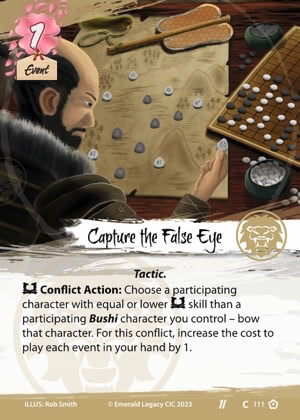 1
Event
Capture the False Eye
Tactic.
Conflict Action: Choose a participating
character with equal or lower skill than a
participating Bushi character you control – bow
that character. For this conflict, increase the cost to
play each event in your hand by 1.
ILLUS: Rob Smith © Emerald Legacy CIC 2023 C 111